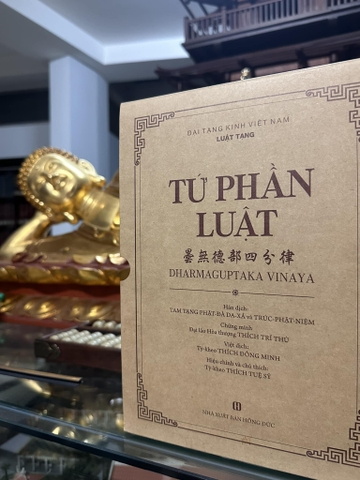 ĐẠI TẠNG KINH VIỆT NAM
LUẬT TẠNG
TỨ PHẦN
LUẬT
曇無德部四分律
DHARMAGUPTAKA VINAYA
Hán dịch:
TAM TẠNG PHẬT-ĐÀ DA-XÁ và TRÚC-PHẬT-NIỆM
Chứng minh
Đại lão Hòa thượng THÍCH TRÍ THỦ
Việt dịch:
Tỳ-kheo THÍCH ĐỖNG MINH
Hiệu chính và chú thích:
Tỳ-kheo THÍCH TUỆ SỸ
NHÀ XUẤT BẢN HỒNG ĐỨC